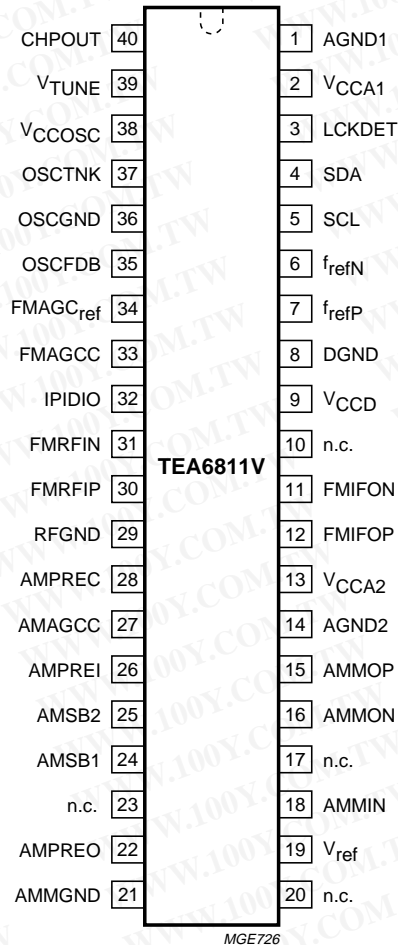 CHPOUT 40 1 AGND1
VTUNE 39 2 VCCA1
VCCOSC 38 3 LCKDET
OSCTNK 37 4 SDA
OSCGND 36 5 SCL
OSCFDB 35 6 frefN
FMAGCref 34 7 frefP
FMAGCC 33 8 DGND
IPIDIO 32 9 VCCD
FMRFIN 31 10 n.c.
TEA6811V
FMRFIP 30 11 FMIFON
RFGND 29 12 FMIFOP
AMPREC 28 13 VCCA2
AMAGCC 27 14 AGND2
AMPREI 26 15 AMMOP
AMSB2 25 16 AMMON
AMSB1 24 17 n.c.
n.c. 23 18 AMMIN
AMPREO 22 19 Vref
AMMGND 21 20 n.c.
MGE726
WWW.100Y.COM.TW